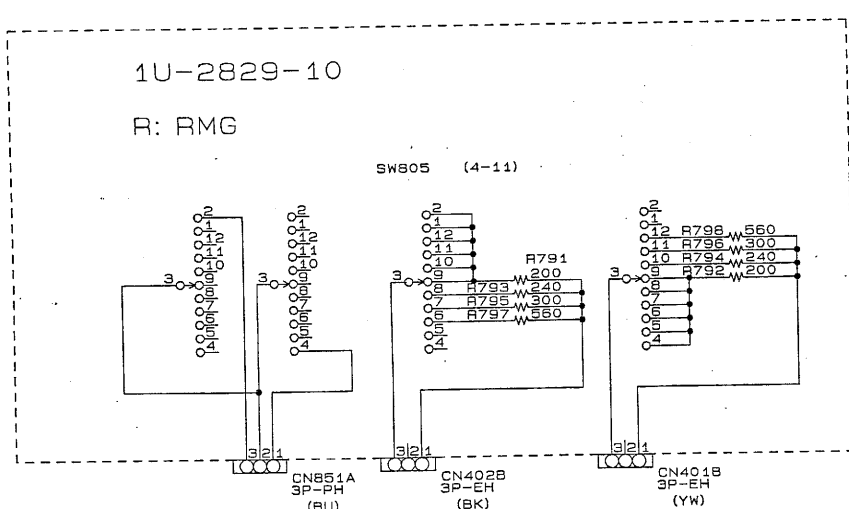 1U-2829-10
R: RMG
SW805 (4-11)
2
1
12
11
10
9
8
7
6
5
4
3
2
1
12
11
10
9
8
7
6
5
4
3
2
1
12
11
10
9 R791 200
8 R793 240
7 R795 300
6 R797 560
5
4
3
2
1
12 R798 560
11 R796 300
10 R794 240
9 R792 200
8
7
6
5
4
3
3 2 1
CN851A
3P-PH
(BU)
3 2 1
CN402B
3P-EH
(BK)
3 2 1
CN401B
3P-EH
(YW)